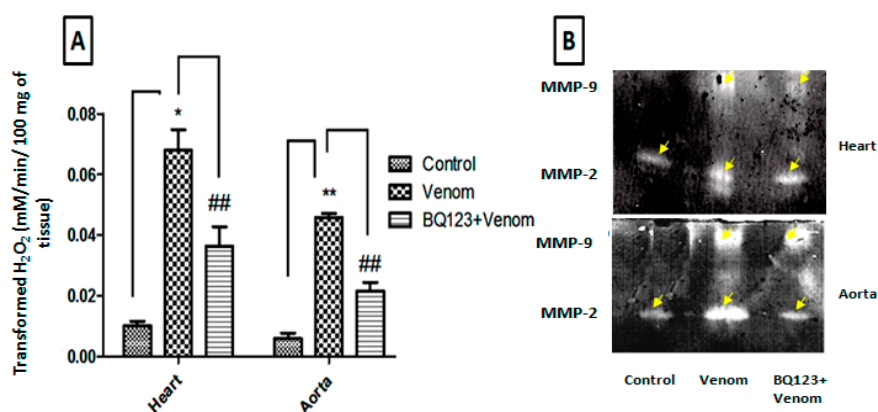 A
B
Transformed H₂O₂ (mM/min/ 100 mg of
tissue)
0.08
0.06
0.04
0.02
0.00
*
##
**
##
Heart
Aorta
Control
Venom
BQ123+Venom
MMP-9
MMP-2
Heart
MMP-9
MMP-2
Aorta
Control
Venom
BQ123+
Venom